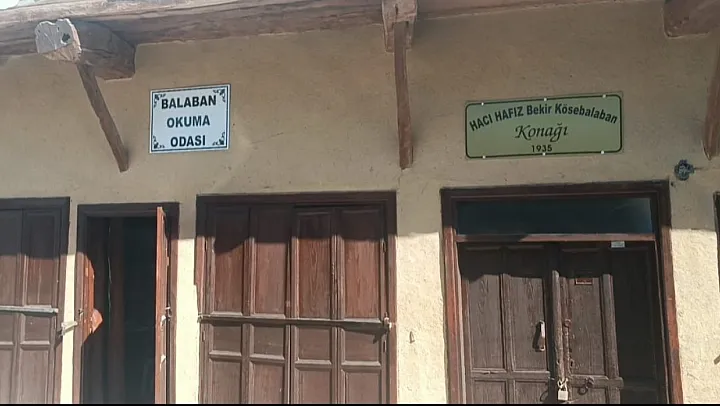 BALABAN
OKUMA
ODASI
HACI HAFIZ Bekir Kösebalaban
Konağı
1935